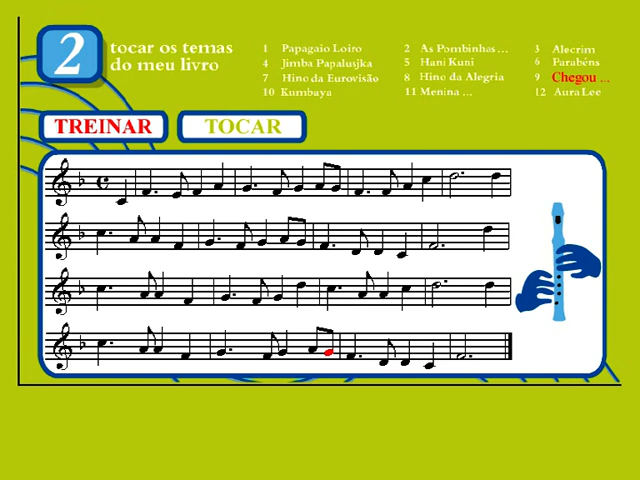 2 tocar os temas
do meu livro
1 Papagaio Loiro 2 As Pombinhas ... 3 Alecrim
4 Jimba Papalusjka 5 Hani Kuni 6 Parabéns
7 Hino da Eurovisão 8 Hino da Alegria 9 Chegou ...
10 Kumbaya 11 Menina ... 12 Aura Lee
TREINAR TOCAR